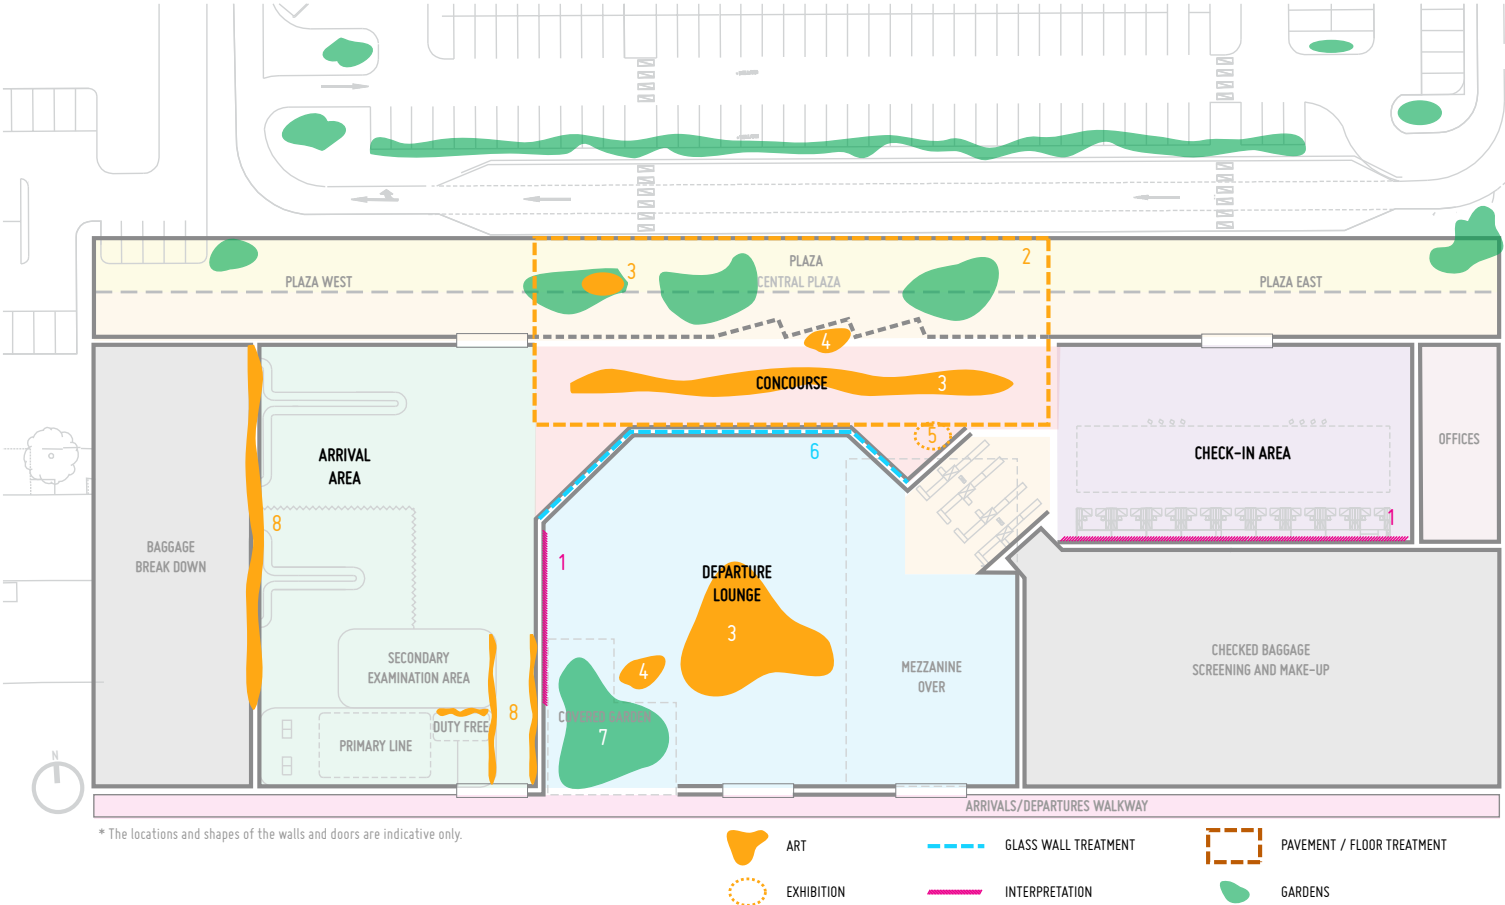 PLAZA
2
3
PLAZA WEST
CENTRAL PLAZA
PLAZA EAST
4
CONCOURSE
3
5
6
ARRIVAL
AREA
CHECK-IN AREA
OFFICES
8
1
BAGGAGE
BREAK DOWN
1
DEPARTURE
LOUNGE
3
SECONDARY
EXAMINATION AREA
4
MEZZANINE
OVER
CHECKED BAGGAGE
SCREENING AND MAKE-UP
8
COVERED GARDEN
DUTY FREE
7
PRIMARY LINE
N
ARRIVALS/DEPARTURES WALKWAY
* The locations and shapes of the walls and doors are indicative only.
ART
GLASS WALL TREATMENT
PAVEMENT / FLOOR TREATMENT
EXHIBITION
INTERPRETATION
GARDENS